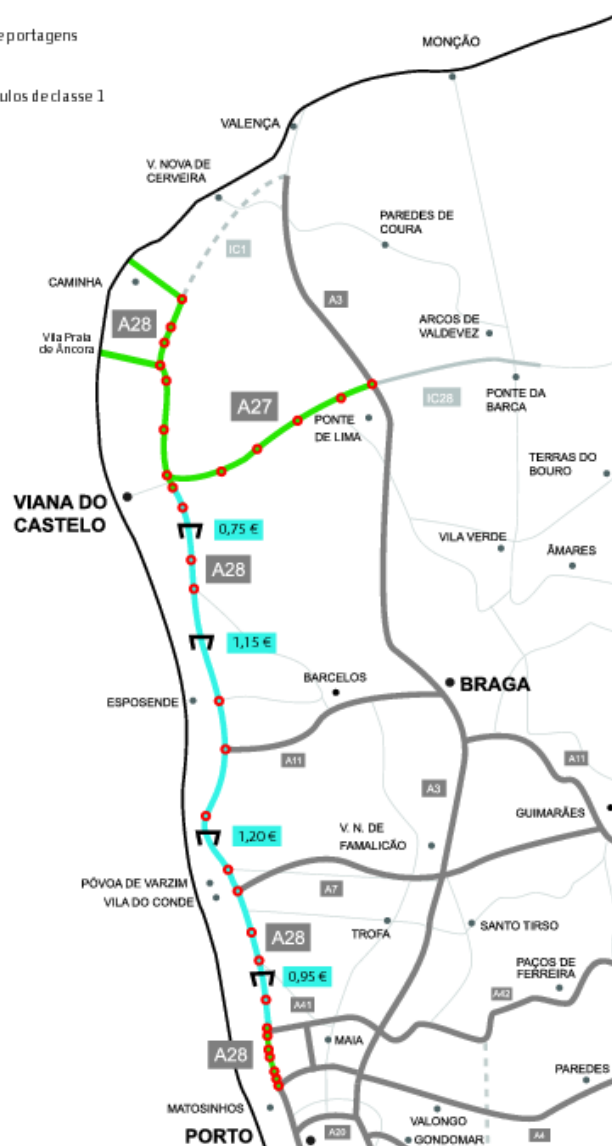 e portagens
MONÇÃO
ulos de classe 1
VALENÇA
V. NOVA DE
CERVEIRA
PAREDES DE
COURA
IC1
CAMINHA
A3
A28
ARCOS DE
VALDEVEZ
Vila Praia
de Âncora
A27
IC28
PONTE DA
BARCA
PONTE
DE LIMA
TERRAS DO
BOURO
VIANA DO
CASTELO
0,75 €
VILA VERDE
ÂMARES
A28
1,15 €
BARCELOS
BRAGA
ESPOSENDE
A11
A11
A3
GUIMARÃES
1,20 €
V. N. DE
FAMALICÃO
PÓVOA DE VARZIM
A7
VILA DO CONDE
SANTO TIRSO
TROFA
A28
PAÇOS DE
FERREIRA
0,95 €
A42
A41
MAIA
A28
PAREDES
MATOSINHOS
VALONGO
PORTO
A20
GONDOMAR
A4